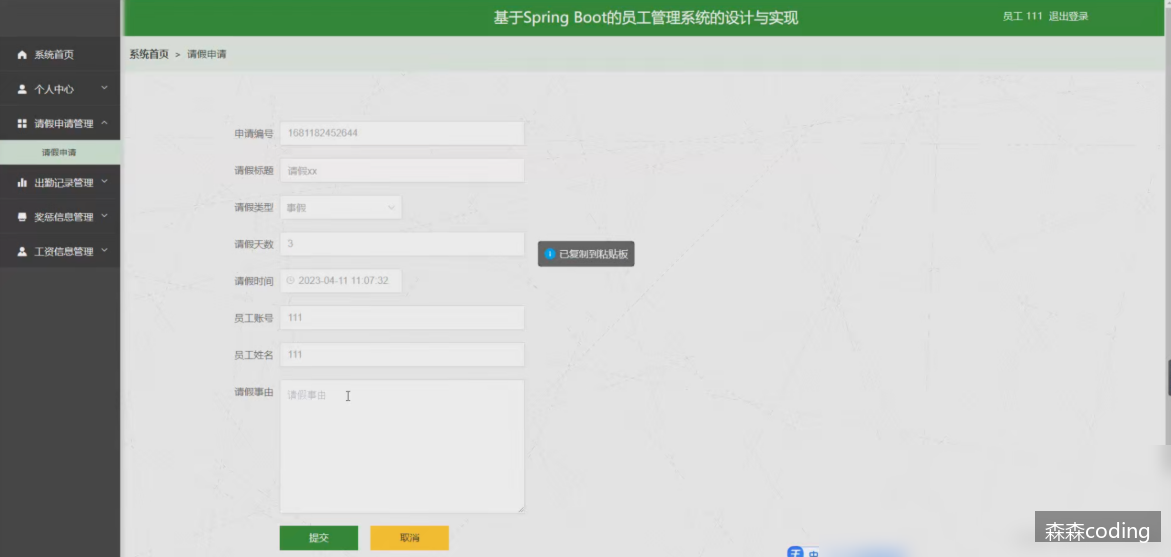 基于Spring Boot的员工管理系统的设计与实现
员工 111 退出登录
系统首页
个人中心
请假申请管理
请假申请
出勤记录管理
奖惩信息管理
工资信息管理
系统首页 > 请假申请
申请编号 1681182452644
请假标题 请假xx
请假类型 事假
请假天数 3
已复制到粘贴板
请假时间 2023-04-11 11:07:32
员工账号 111
员工姓名 111
请假事由 请假事由
提交 取消
森森coding